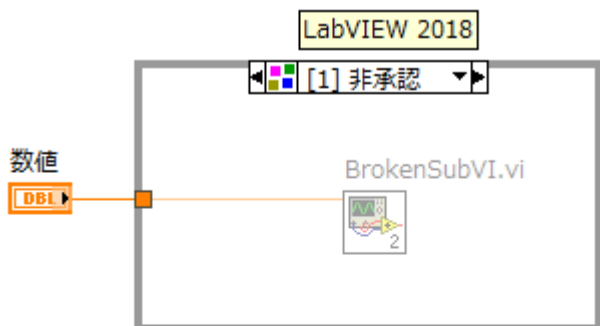 LabVIEW 2018
[1] 非承認
数値
BrokenSubVI.vi
DBL
2